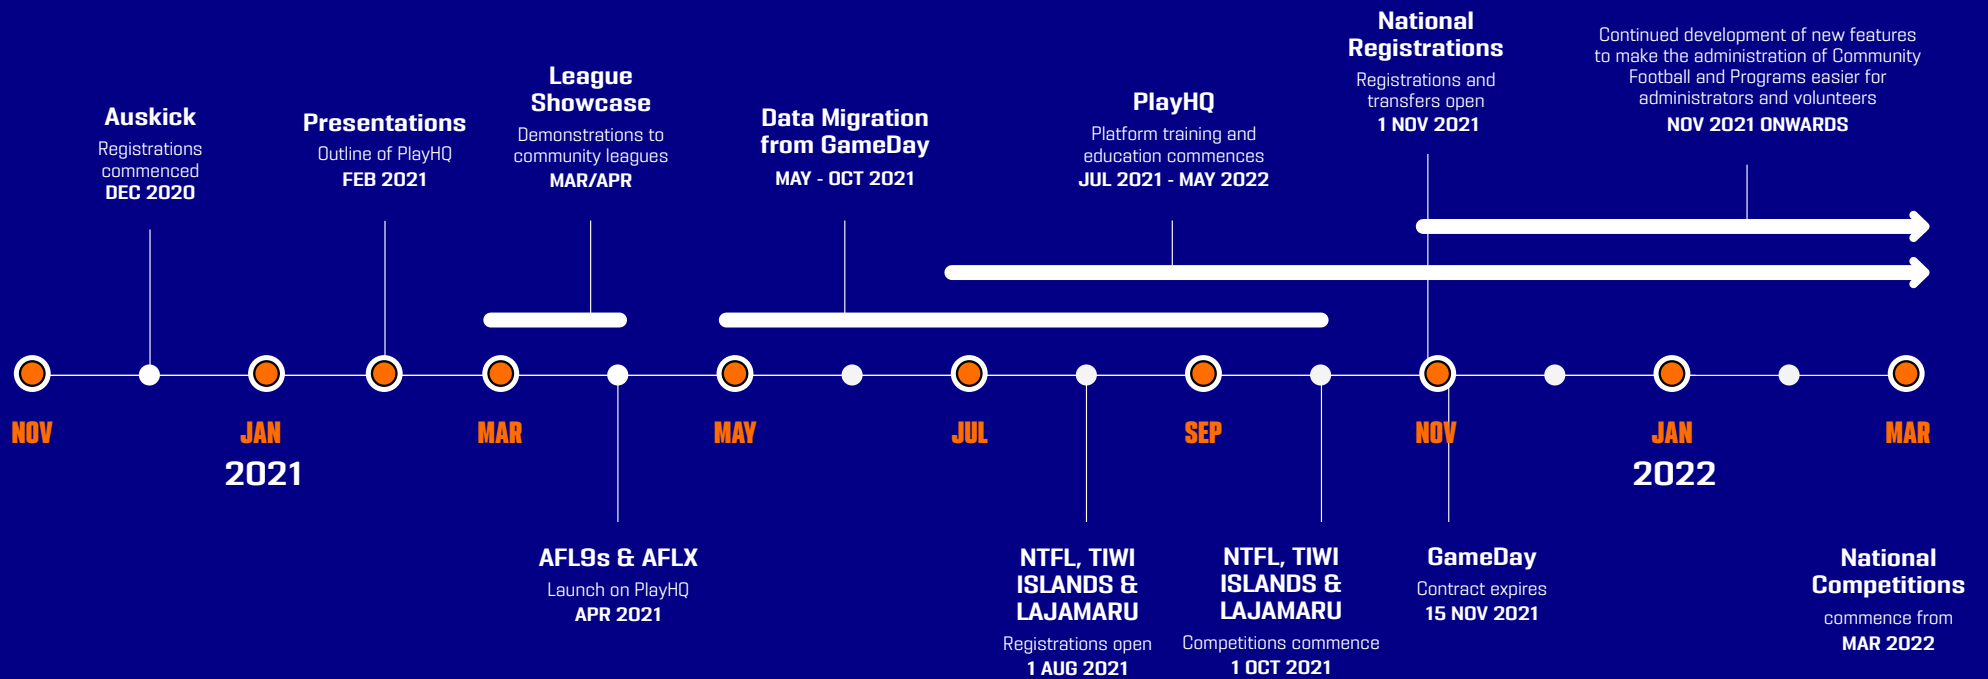 Auskick
Registrations
commenced
DEC 2020
Presentations
Outline of PlayHQ
FEB 2021
League
Showcase
Demonstrations to
community leagues
MAR/APR
Data Migration
from GameDay
MAY - OCT 2021
PlayHQ
Platform training and
education commences
JUL 2021 - MAY 2022
National
Registrations
Registrations and
transfers open
1 NOV 2021
Continued development of new features
to make the administration of Community
Football and Programs easier for
administrators and volunteers
NOV 2021 ONWARDS
NOV
JAN
2021
MAR
MAY
JUL
SEP
NOV
JAN
2022
MAR
AFL9s & AFLX
Launch on PlayHQ
APR 2021
NTFL, TIWI
ISLANDS &
LAJAMARU
Registrations open
1 AUG 2021
NTFL, TIWI
ISLANDS &
LAJAMARU
Competitions commence
1 OCT 2021
GameDay
Contract expires
15 NOV 2021
National
Competitions
commence from
MAR 2022